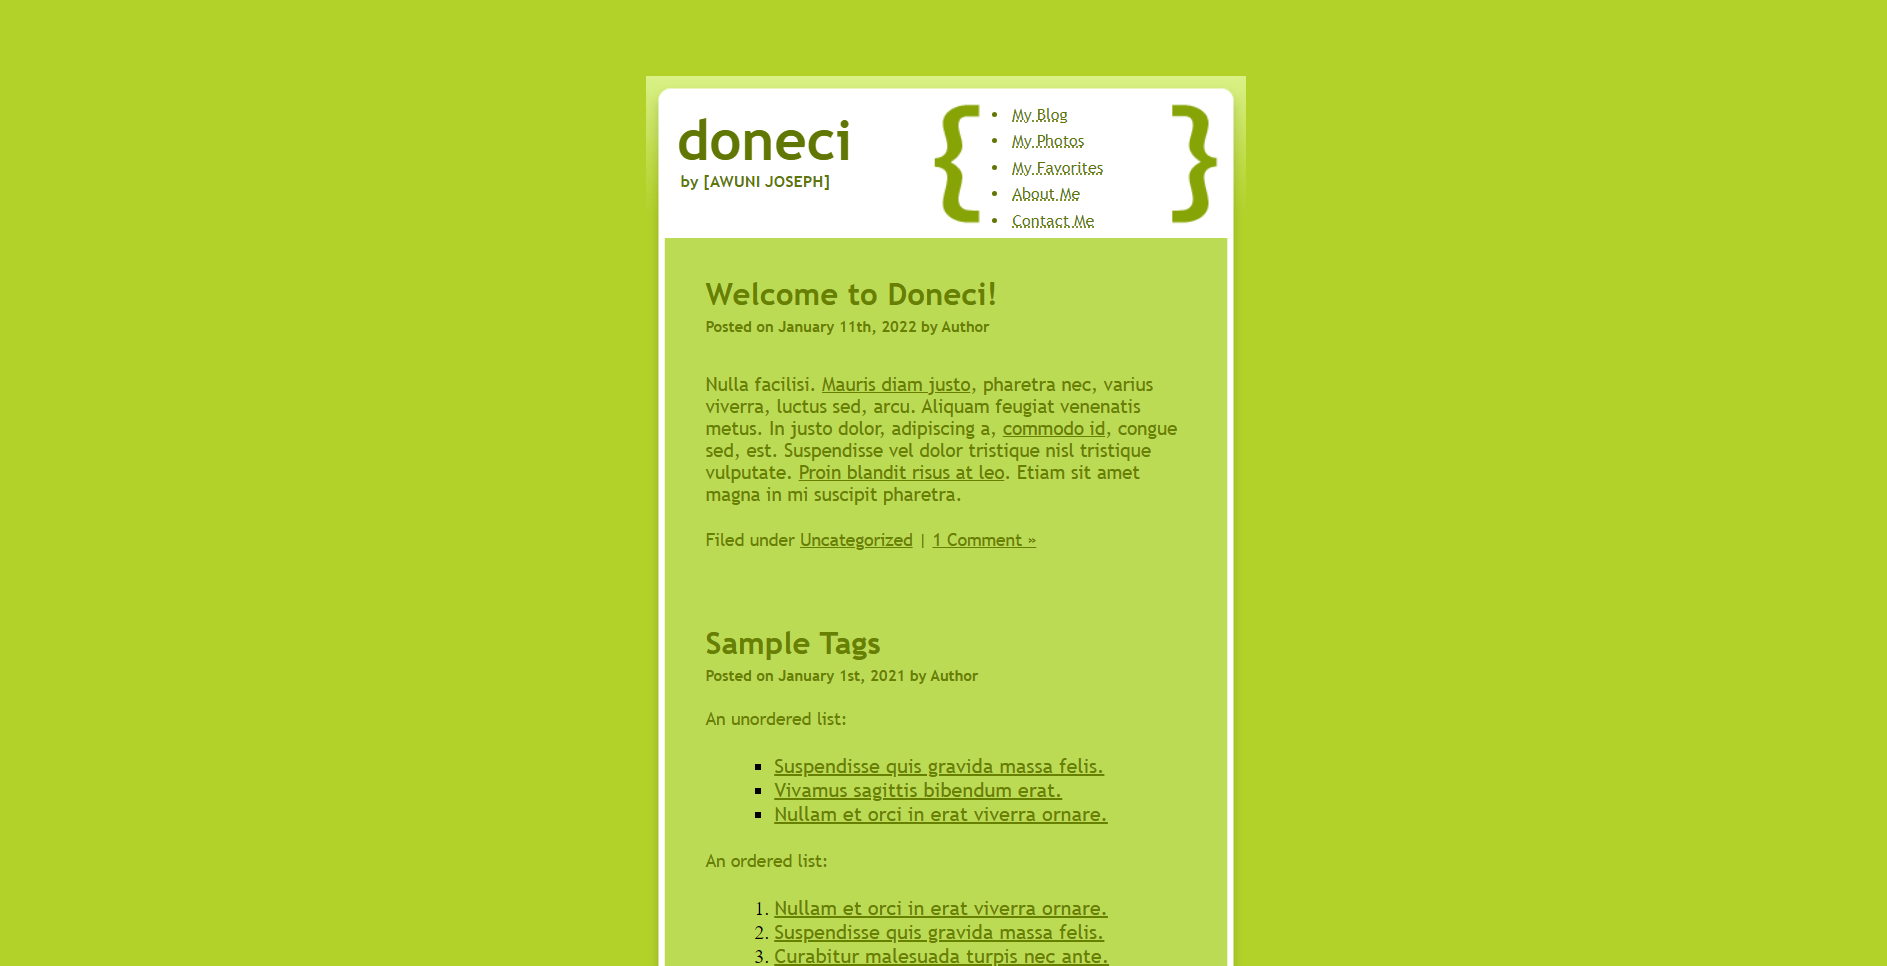 doneci
by [AWUNI JOSEPH]
{
• My Blog
• My Photos
• My Favorites
• About Me
• Contact Me
}
Welcome to Doneci!
Posted on January 11th, 2022 by Author
Nulla facilisi. Mauris diam justo, pharetra nec, varius
viverra, luctus sed, arcu. Aliquam feugiat venenatis
metus. In justo dolor, adipiscing a, commodo id, congue
sed, est. Suspendisse vel dolor tristique nisl tristique
vulputate. Proin blandit risus at leo. Etiam sit amet
magna in mi suscipit pharetra.
Filed under Uncategorized | 1 Comment »
Sample Tags
Posted on January 1st, 2021 by Author
An unordered list:
▪ Suspendisse quis gravida massa felis.
▪ Vivamus sagittis bibendum erat.
▪ Nullam et orci in erat viverra ornare.
An ordered list:
1. Nullam et orci in erat viverra ornare.
2. Suspendisse quis gravida massa felis.
3. Curabitur malesuada turpis nec ante.